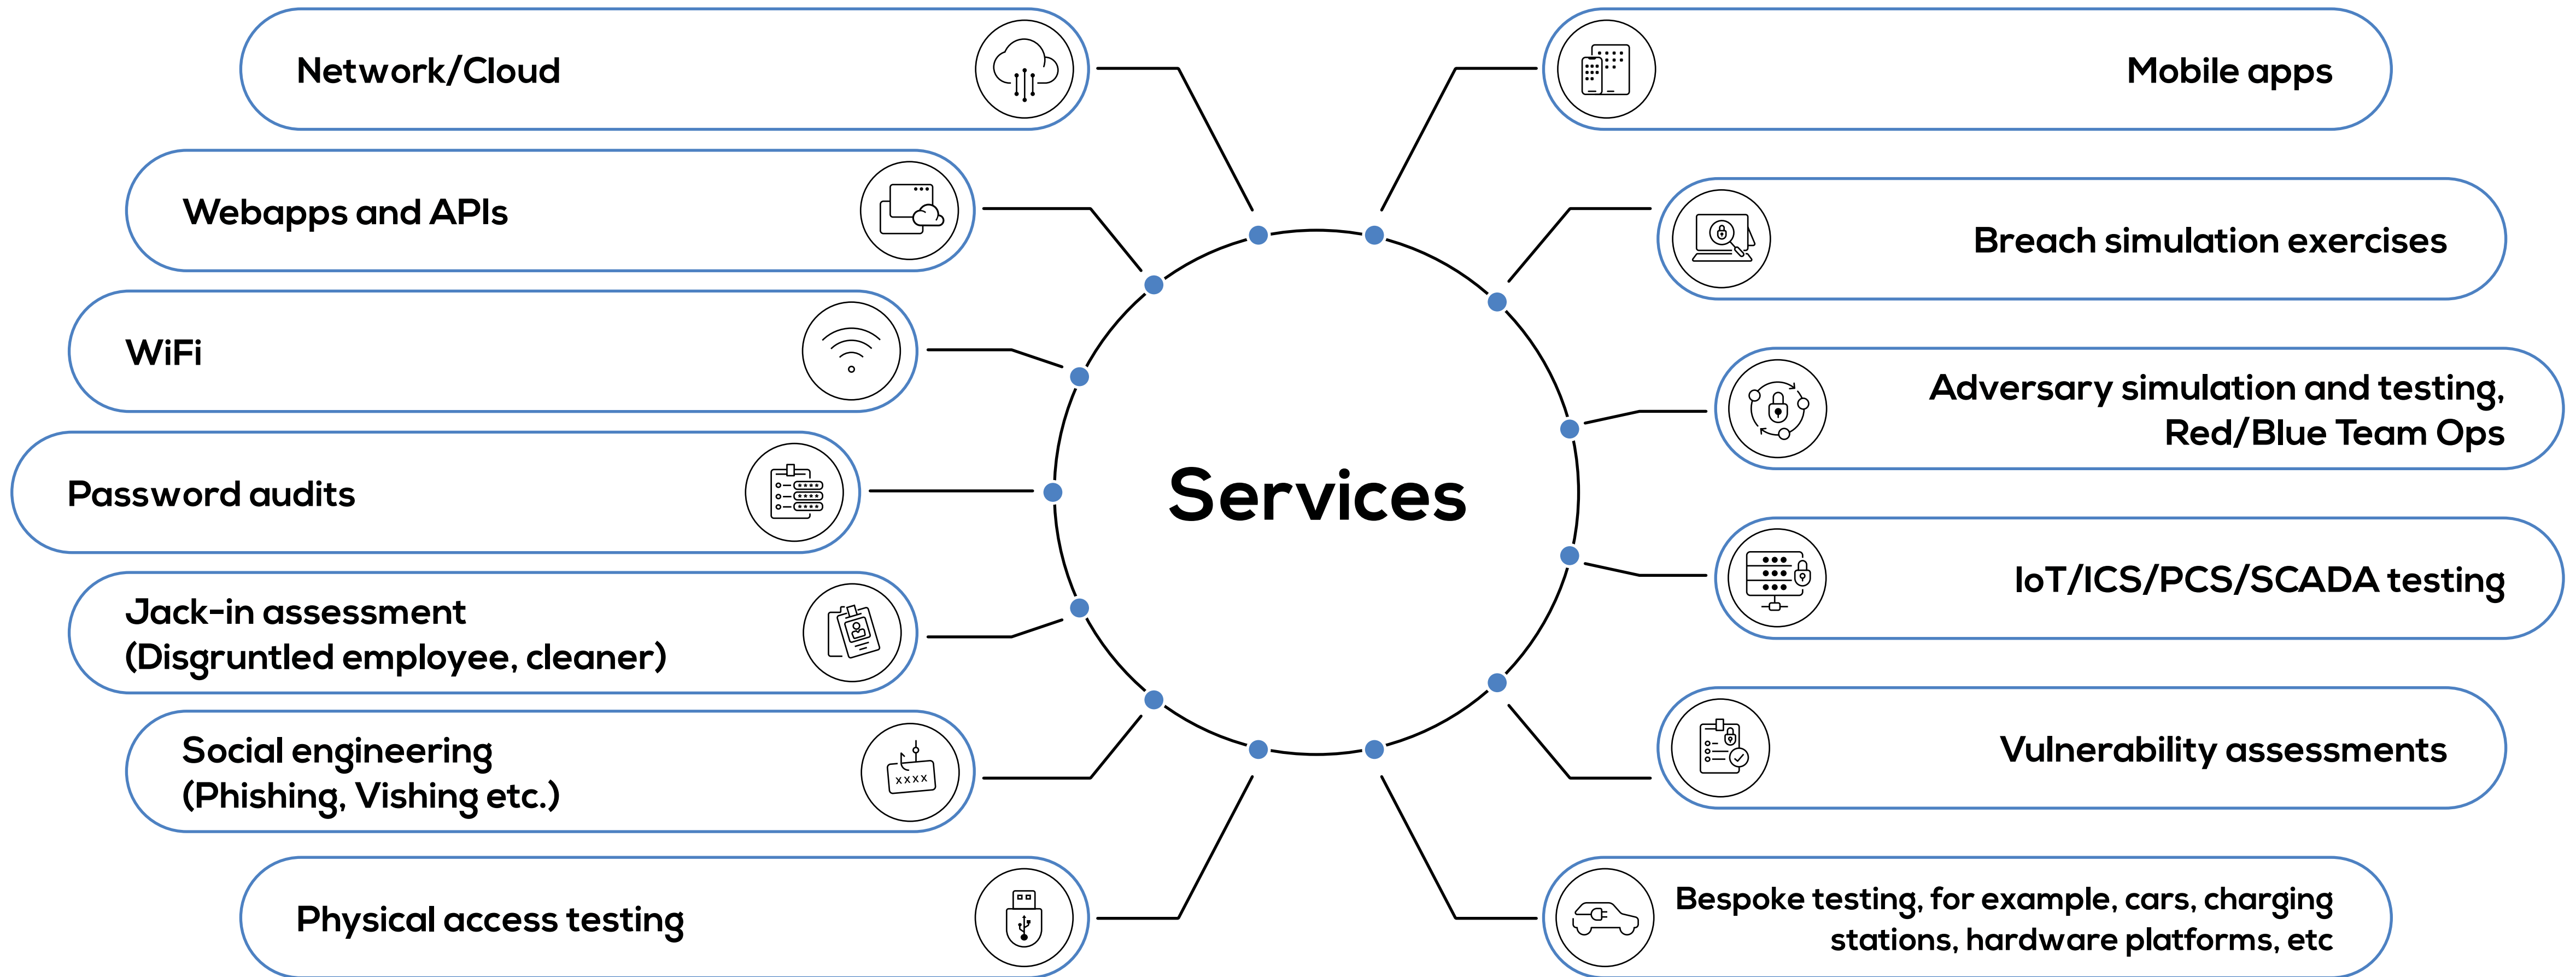 Network/Cloud
Webapps and APIs
WiFi
Password audits
Jack-in assessment
(Disgruntled employee, cleaner)
Social engineering
(Phishing, Vishing etc.)
XXXX
Physical access testing
Services
Mobile apps
Breach simulation exercises
Adversary simulation and testing,
Red/Blue Team Ops
IoT/ICS/PCS/SCADA testing
Vulnerability assessments
Bespoke testing, for example, cars, charging
stations, hardware platforms, etc